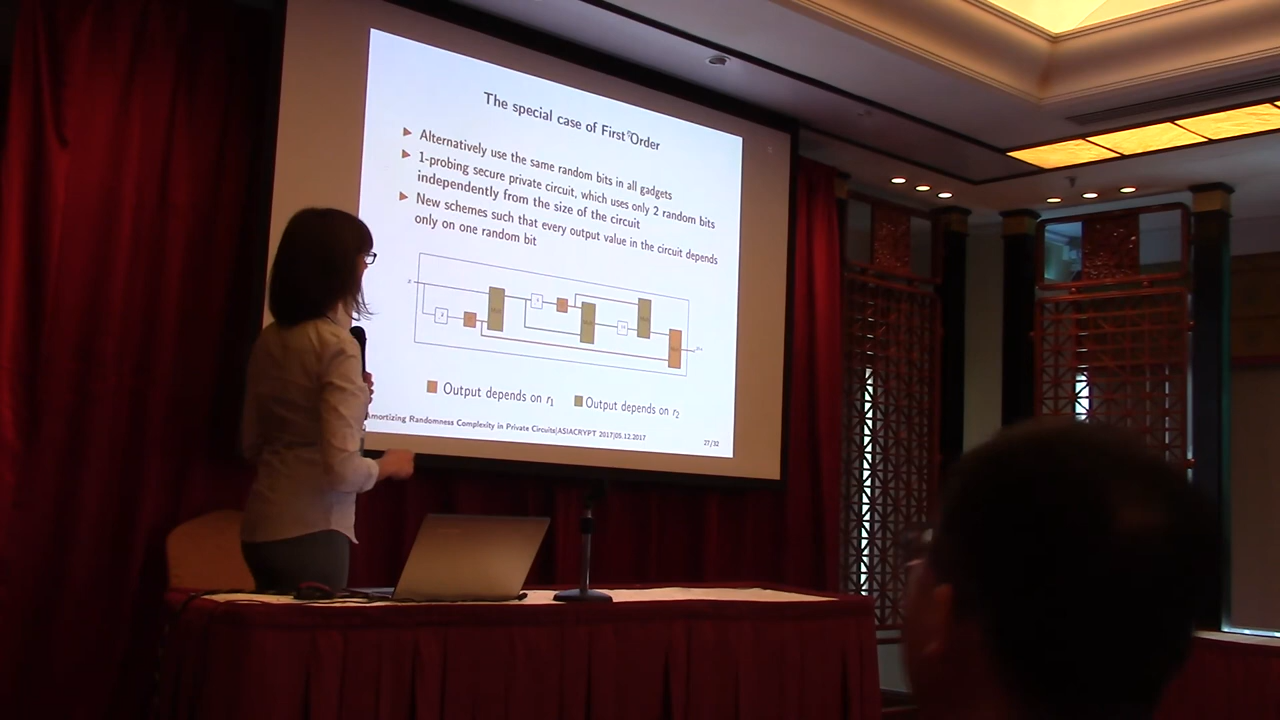 The special case of First Order
Alternatively use the same random bits in all gadgets
1-probing secure private circuit, which uses only 2 random bits
independently from the size of the circuit
New schemes such that every output value in the circuit depends
only on one random bit
Output depends on r1
Output depends on r2
Amortizing Randomness Complexity in Private Circuits|ASIACRYPT 2017|05.12.2017
27/32